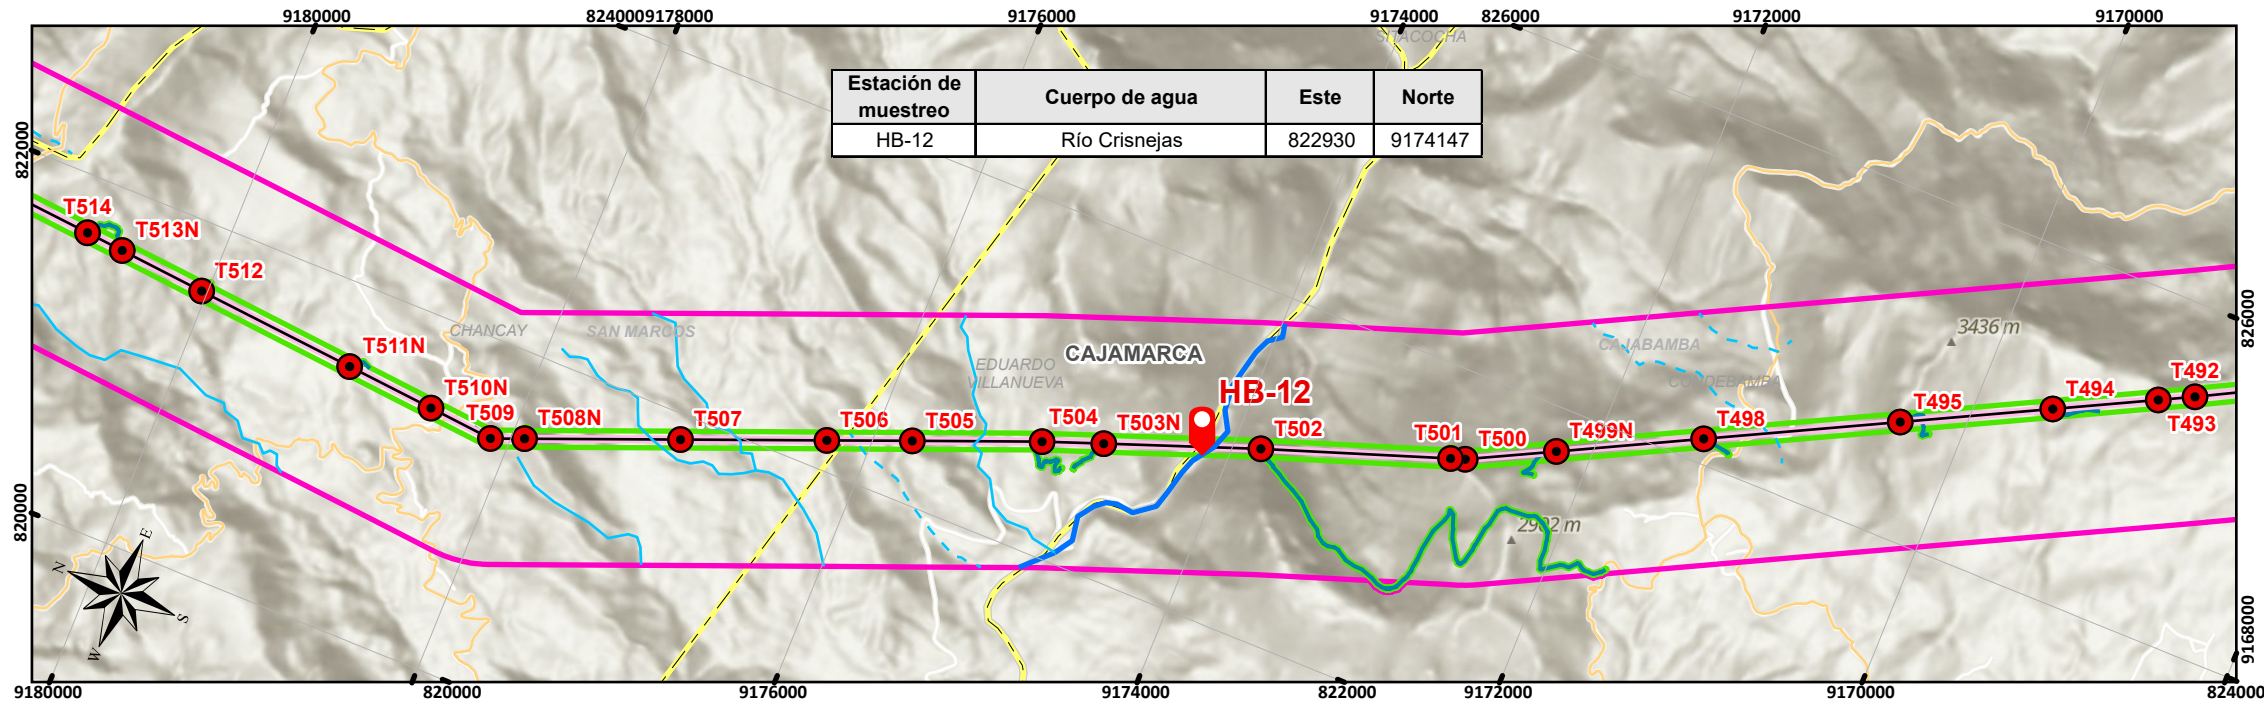 9180000
824000
9178000
9176000
9174000
826000
9172000
9170000
SITACOCHA
Estación de muestreo
Cuerpo de agua
Este
Norte
HB-12
Río Crisnejas
822930
9174147
822000
T514
T513N
T512
T511N
T510N
T509
T508N
T507
T506
T505
T504
T503N
HB-12
T502
T501
T500
T499N
T498
T495
T494
T492
T493
CHANCAY
SAN MARCOS
EDUARDO
VILLANUEVA
CAJAMARCA
CAJABAMBA
CONDEBAMBA
3436 m
2902 m
826000
820000
9168000
N
E
S
W
9180000
820000
9176000
9174000
822000
9172000
9170000
824000